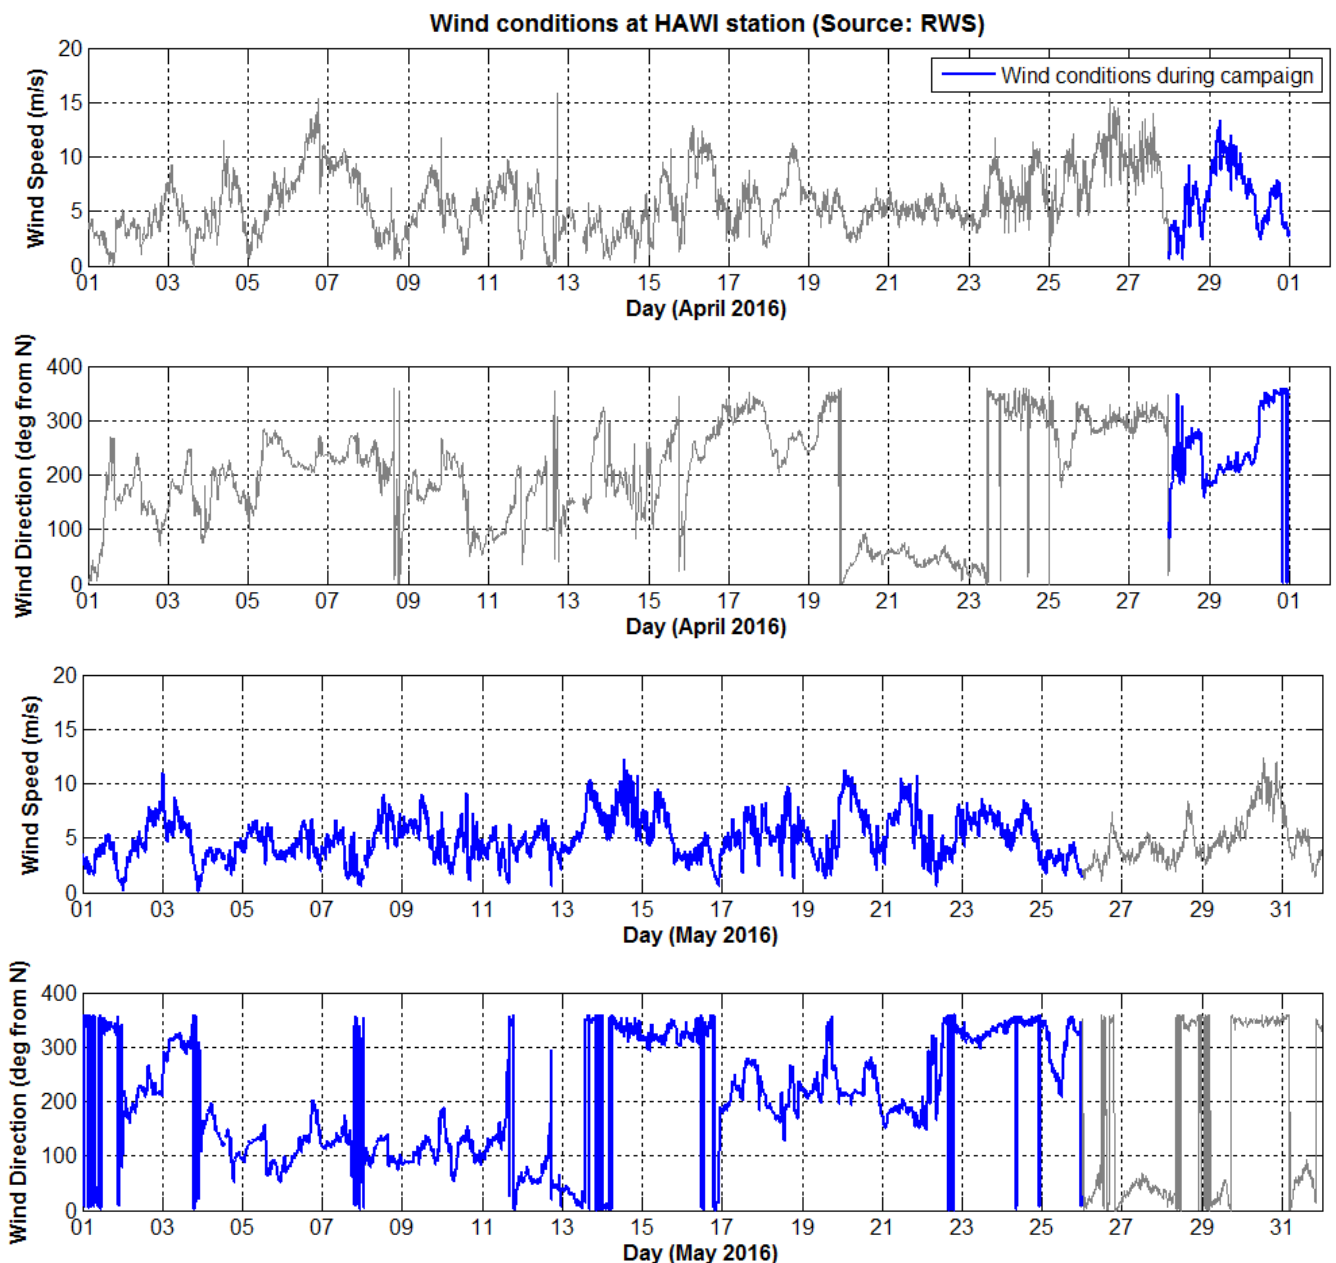 Wind conditions at HAWI station (Source: RWS)
Wind conditions during campaign
Wind Speed (m/s)
20
15
10
5
0
01 03 05 07 09 11 13 15 17 19 21 23 25 27 29 01
Day (April 2016)
Wind Direction (deg from N)
400
300
200
100
0
01 03 05 07 09 11 13 15 17 19 21 23 25 27 29 01
Day (April 2016)
Wind Speed (m/s)
20
15
10
5
0
01 03 05 07 09 11 13 15 17 19 21 23 25 27 29 31
Day (May 2016)
Wind Direction (deg from N)
400
300
200
100
0
01 03 05 07 09 11 13 15 17 19 21 23 25 27 29 31
Day (May 2016)